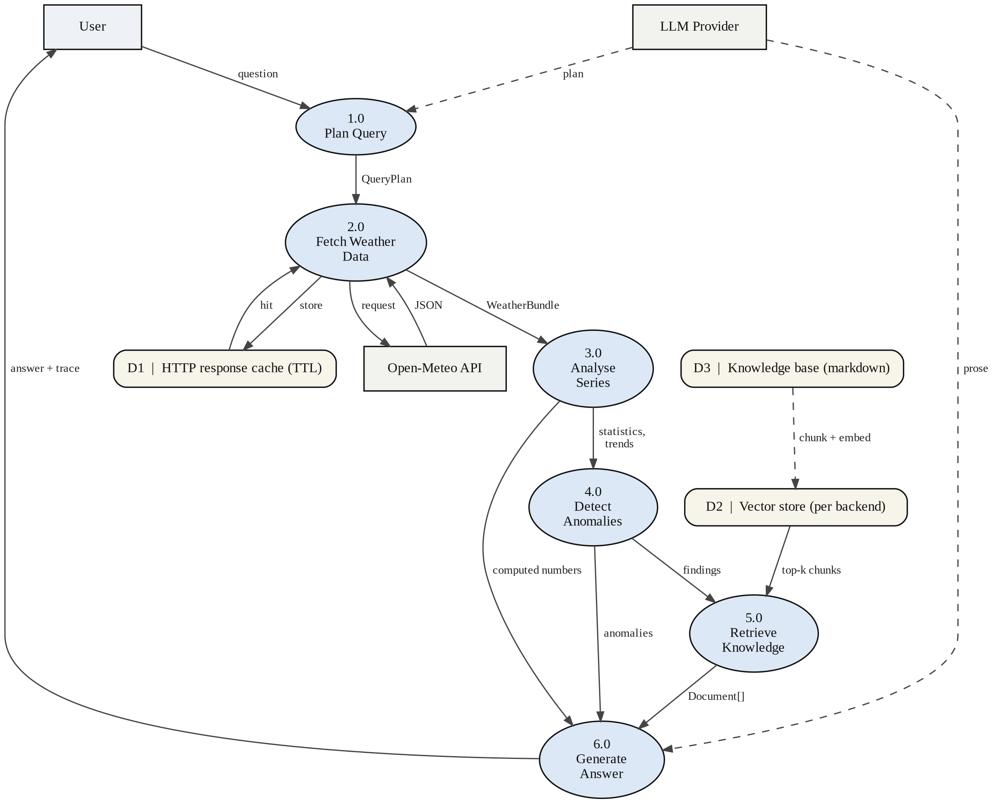 User
LLM Provider
question
plan
1.0
Plan Query
QueryPlan
2.0
Fetch Weather
Data
hit
store
request
JSON
WeatherBundle
3.0
Analyse
Series
D1 | HTTP response cache (TTL)
Open-Meteo API
D3 | Knowledge base (markdown)
answer + trace
prose
statistics,
trends
chunk + embed
4.0
Detect
Anomalies
D2 | Vector store (per backend)
computed numbers
findings
top-k chunks
5.0
Retrieve
Knowledge
anomalies
Document[]
6.0
Generate
Answer